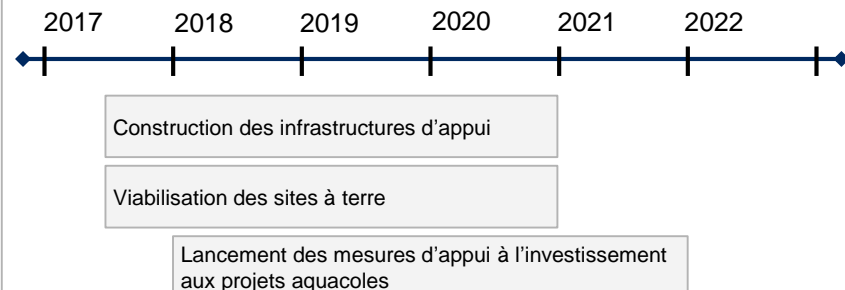 2017 2018 2019 2020 2021 2022
Construction des infrastructures d’appui
Viabilisation des sites à terre
Lancement des mesures d’appui à l’investissement
aux projets aquacoles